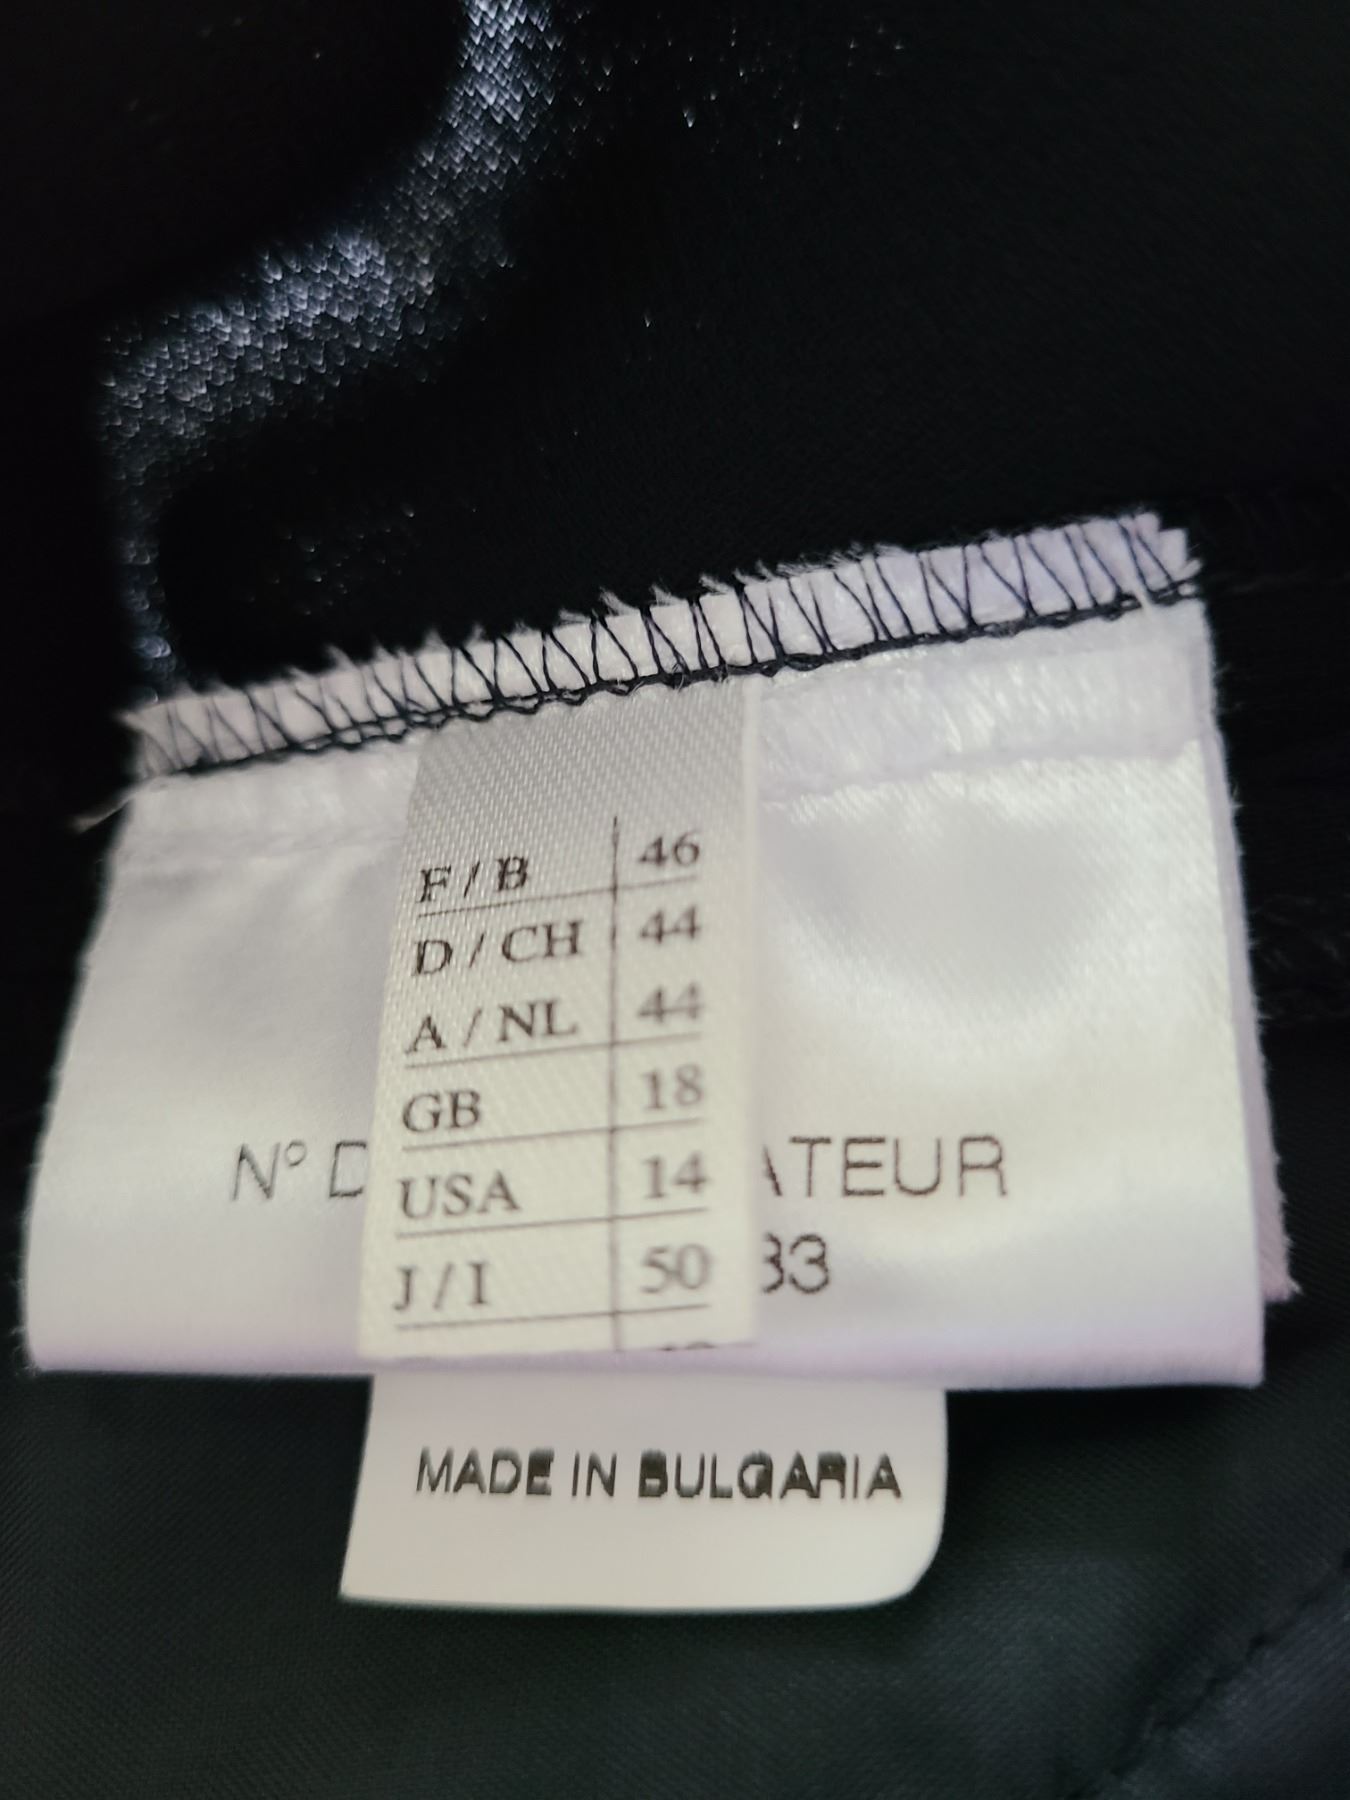 F / B 46
D / CH 44
A / NL 44
GB 18
USA 14
J / I 50
N° D ATEUR
33
MADE IN BULGARIA